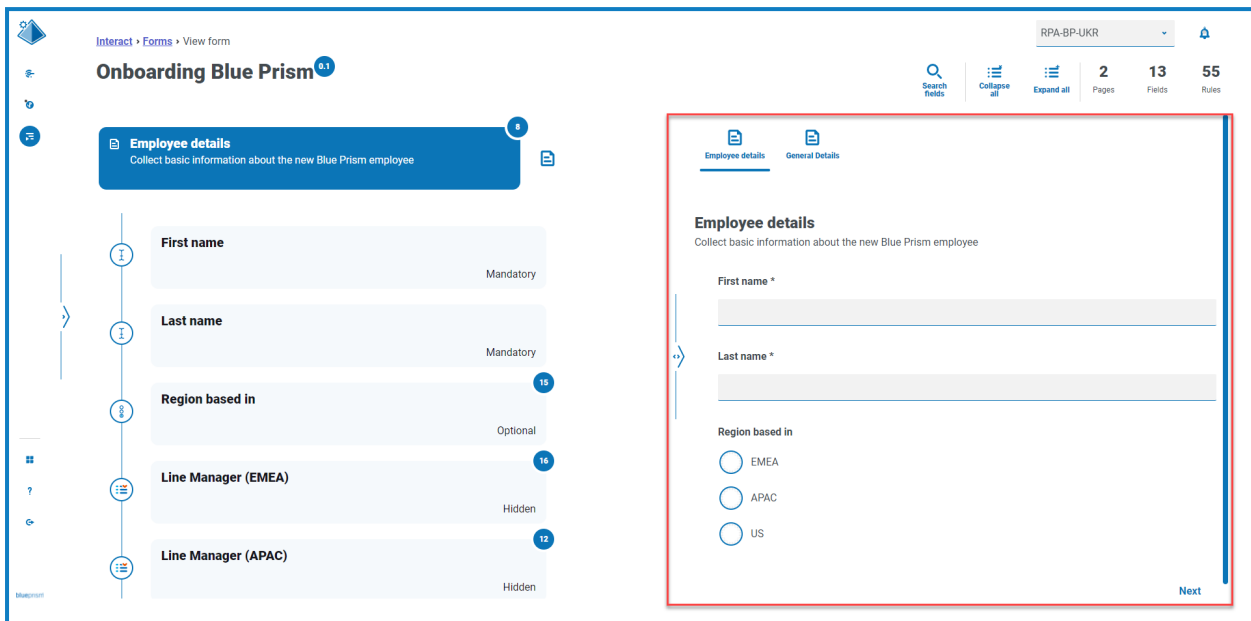 Interact › Forms › View form
RPA-BP-UKR
Onboarding Blue Prism 0.1
Search fields
Collapse all
Expand all
2
Pages
13
Fields
55
Rules
8
Employee details
Collect basic information about the new Blue Prism employee
First name
Mandatory
Last name
Mandatory
15
Region based in
Optional
16
Line Manager (EMEA)
Hidden
12
Line Manager (APAC)
Hidden
?
blueprism
Employee details
General Details
Employee details
Collect basic information about the new Blue Prism employee
First name *
Last name *
Region based in
EMEA
APAC
US
Next